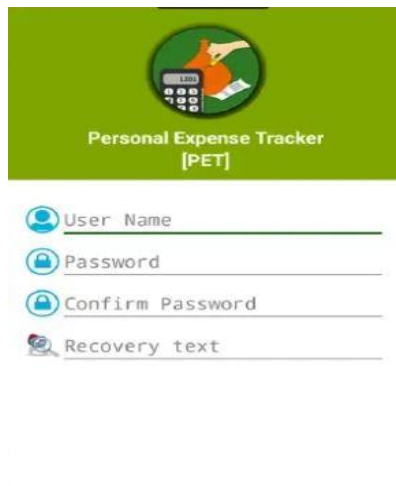 Personal Expense Tracker
[PET]
User Name
Password
Confirm Password
Recovery text